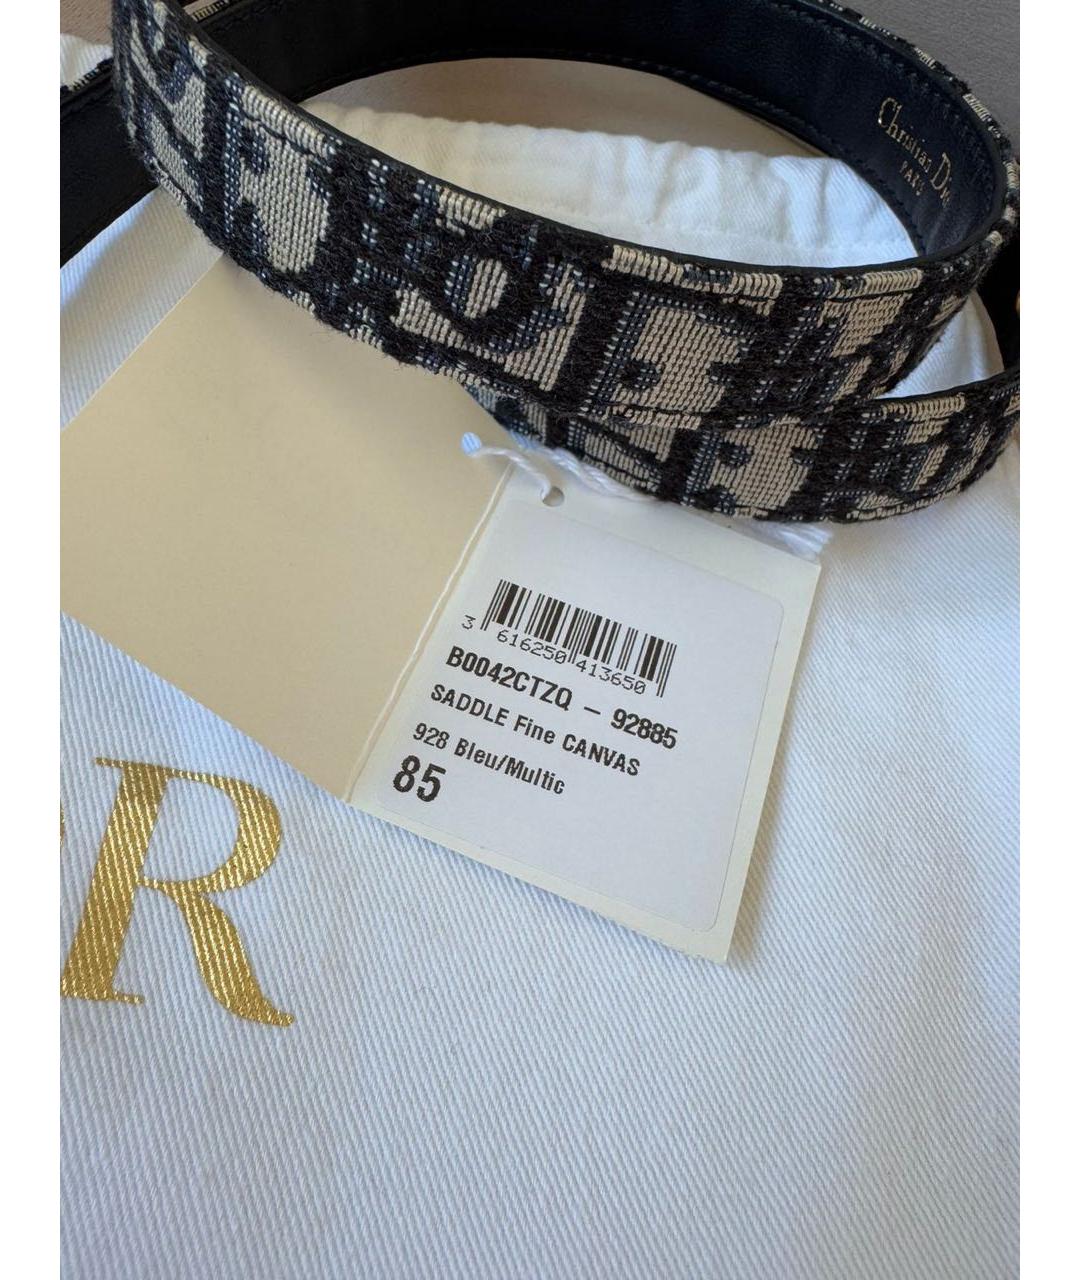 Christian Dior
PARIS
3 616250 413650
B0042CTZQ - 92885
SADDLE Fine CANVAS
928 Bleu/Multic
85
R